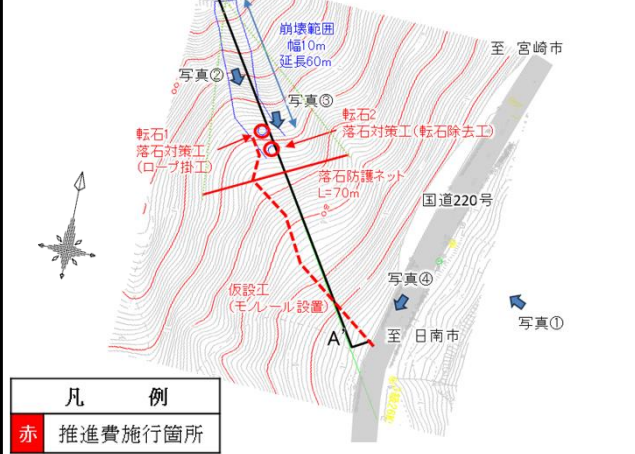 崩壊範囲
幅10m
延長60m
至 宮崎市
写真②
写真③
転石1
落石対策工
(ロープ掛工)
転石2
落石対策工(転石除去工)
落石防護ネット
L=70m
国道220号
仮設工
(モノレール設置)
写真④
写真①
A'
至 日南市
凡 例
赤 推進費施行箇所